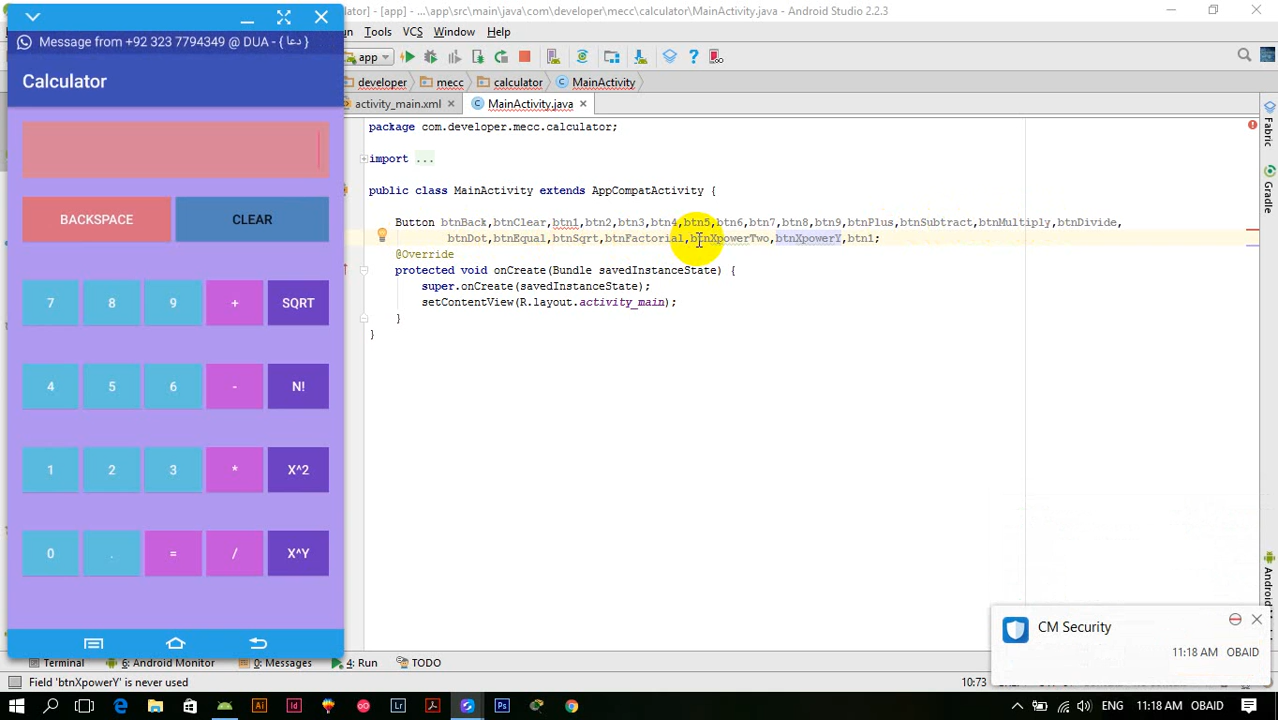 Message from +92 323 7794349 @ DUA - { دعا }
Calculator
BACKSPACE
CLEAR
7
8
9
+
SQRT
4
5
6
-
N!
1
2
3
*
X^2
0
.
=
/
X^Y
] - [app] - ...\app\src\main\java\com\developer\mecc\calculator\MainActivity.java - Android Studio 2.2.3
Tools VCS Window Help
app
developer mecc calculator MainActivity
activity_main.xml MainActivity.java
package com.developer.mecc.calculator;
import ...
public class MainActivity extends AppCompatActivity {
Button btnBack,btnClear,btn1,btn2,btn3,btn4,btn5,btn6,btn7,btn8,btn9,btnPlus,btnSubtract,btnMultiply,btnDivide,
btnDot,btnEqual,btnSqrt,btnFactorial,btnXpowerTwo,btnXpowerY,btn1;
@Override
protected void onCreate(Bundle savedInstanceState) {
super.onCreate(savedInstanceState);
setContentView(R.layout.activity_main);
}
}
Fabric
Gradle
CM Security
11:18 AM OBAID
Terminal 6: Android Monitor 0: Messages 4: Run TODO
Field 'btnXpowerY' is never used
10:73
ENG 11:18 AM OBAID